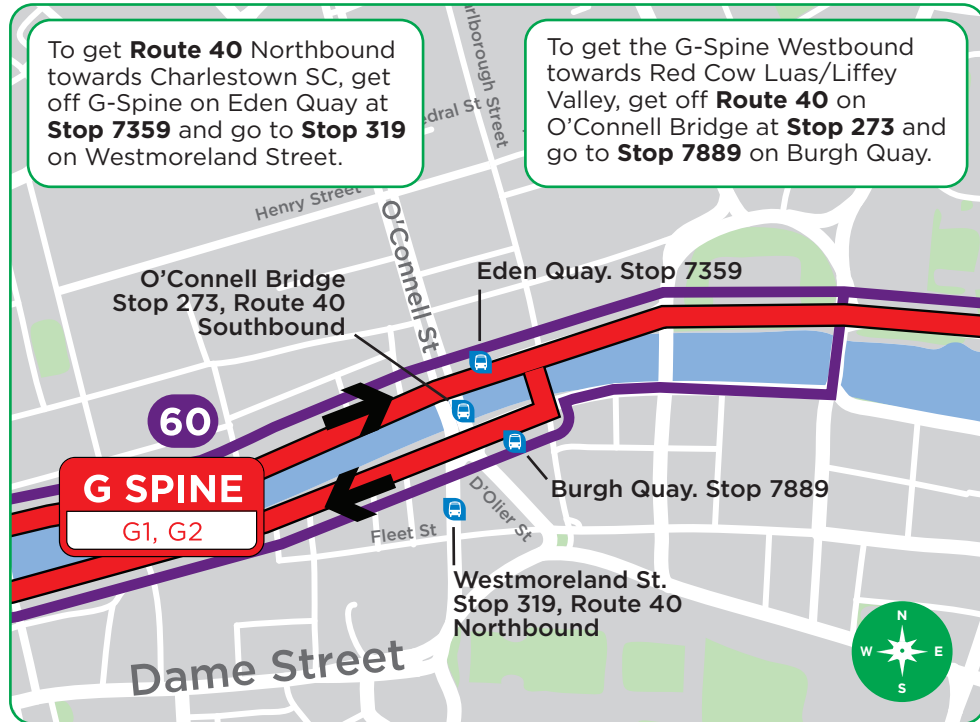 To get Route 40 Northbound
towards Charlestown SC, get
off G-Spine on Eden Quay at
Stop 7359 and go to Stop 319
on Westmoreland Street.
To get the G-Spine Westbound
towards Red Cow Luas/Liffey
Valley, get off Route 40 on
O'Connell Bridge at Stop 273 and
go to Stop 7889 on Burgh Quay.
Street
Henry Street
O'Connell St
O'Connell Bridge
Stop 273, Route 40
Southbound
Eden Quay. Stop 7359
60
G SPINE
G1, G2
Burgh Quay. Stop 7889
D'Olier St
Fleet St
Westmoreland St.
Stop 319, Route 40
Northbound
Dame Street
N
W E
S